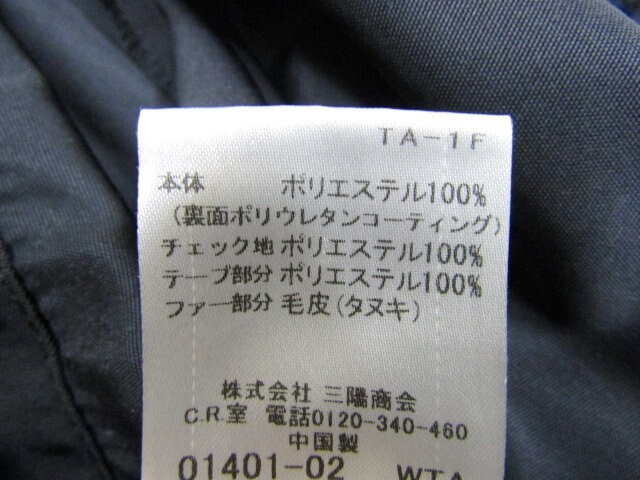 TA-1F
本体 ポリエステル100%
(裏面ポリウレタンコーティング)
チェック地 ポリエステル100%
テープ部分 ポリエステル100%
ファー部分 毛皮(タヌキ)
株式会社 三陽商会
C.R室 電話0120-340-460
中国製
01401-02 WTA